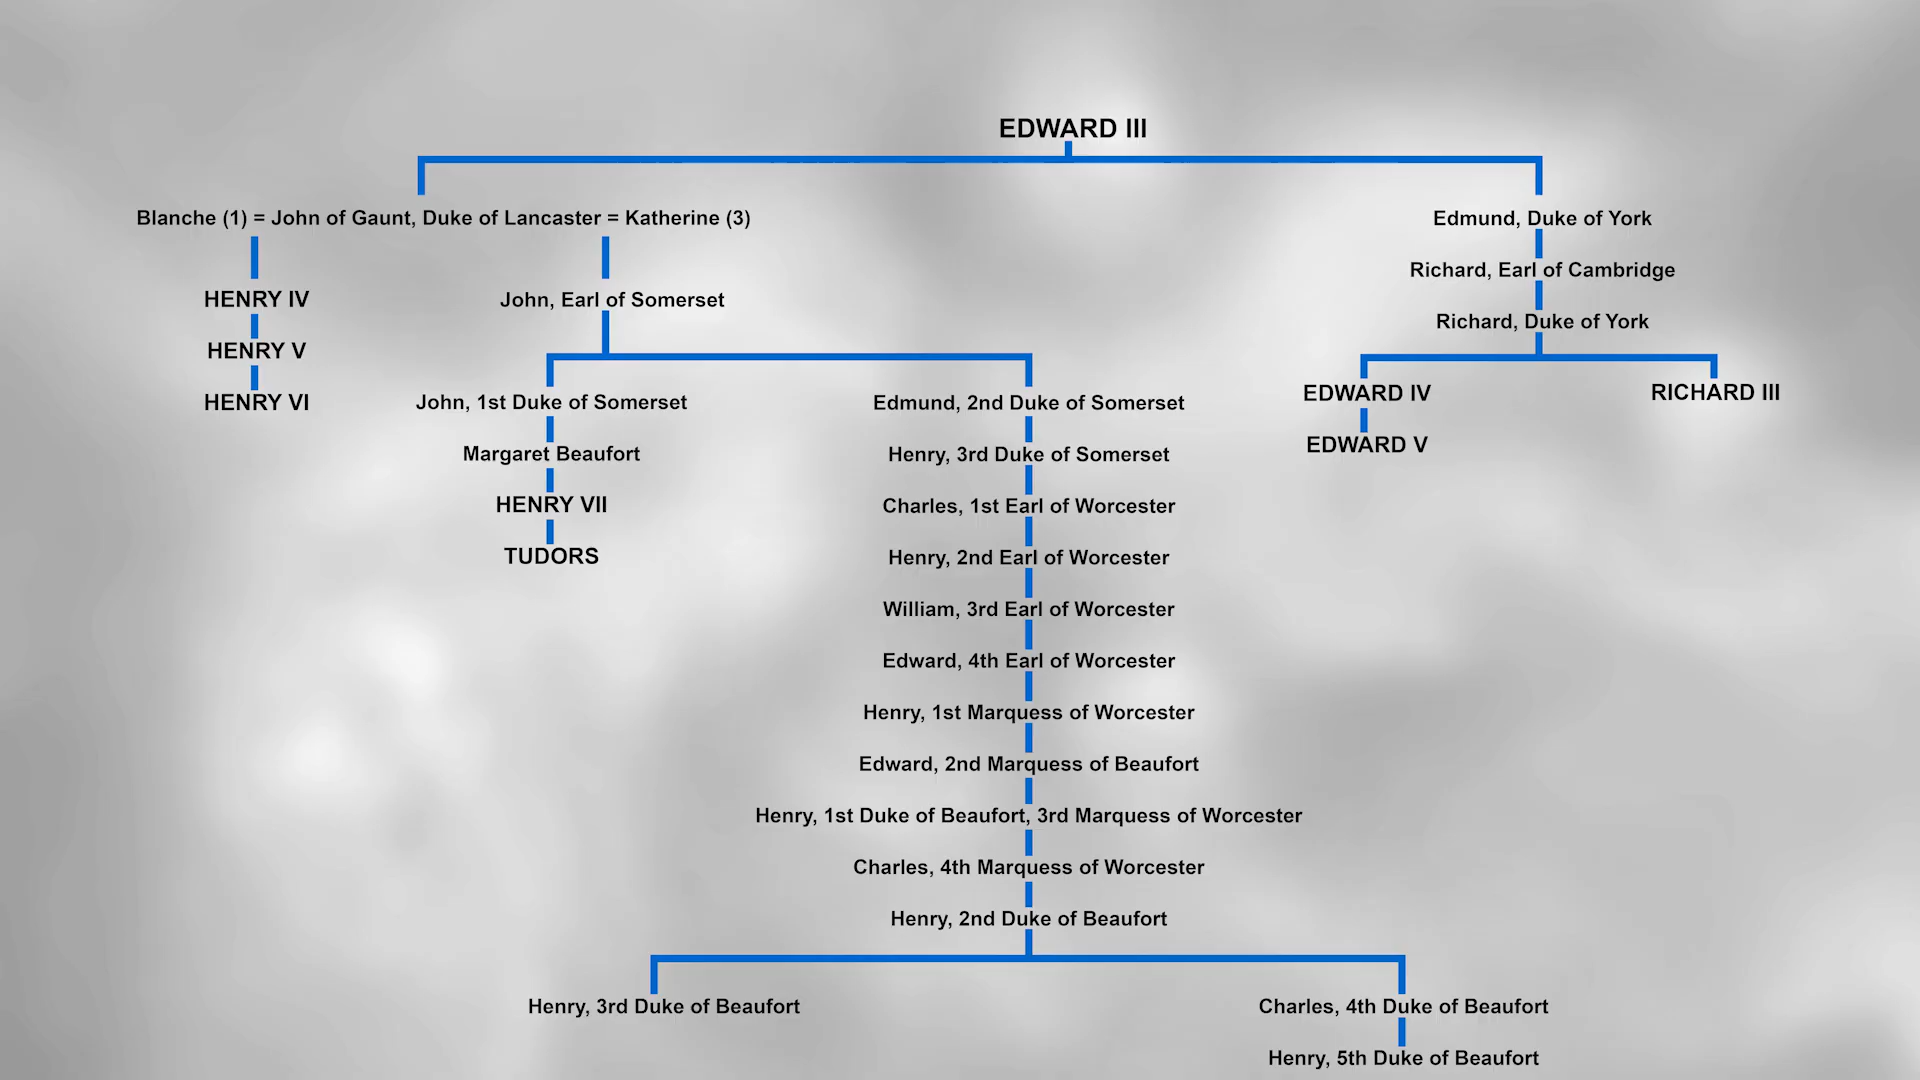 EDWARD III
Blanche (1) = John of Gaunt, Duke of Lancaster = Katherine (3)
Edmund, Duke of York
Richard, Earl of Cambridge
HENRY IV
John, Earl of Somerset
Richard, Duke of York
HENRY V
EDWARD IV
RICHARD III
HENRY VI
John, 1st Duke of Somerset
Edmund, 2nd Duke of Somerset
EDWARD V
Margaret Beaufort
Henry, 3rd Duke of Somerset
HENRY VII
Charles, 1st Earl of Worcester
TUDORS
Henry, 2nd Earl of Worcester
William, 3rd Earl of Worcester
Edward, 4th Earl of Worcester
Henry, 1st Marquess of Worcester
Edward, 2nd Marquess of Beaufort
Henry, 1st Duke of Beaufort, 3rd Marquess of Worcester
Charles, 4th Marquess of Worcester
Henry, 2nd Duke of Beaufort
Henry, 3rd Duke of Beaufort
Charles, 4th Duke of Beaufort
Henry, 5th Duke of Beaufort